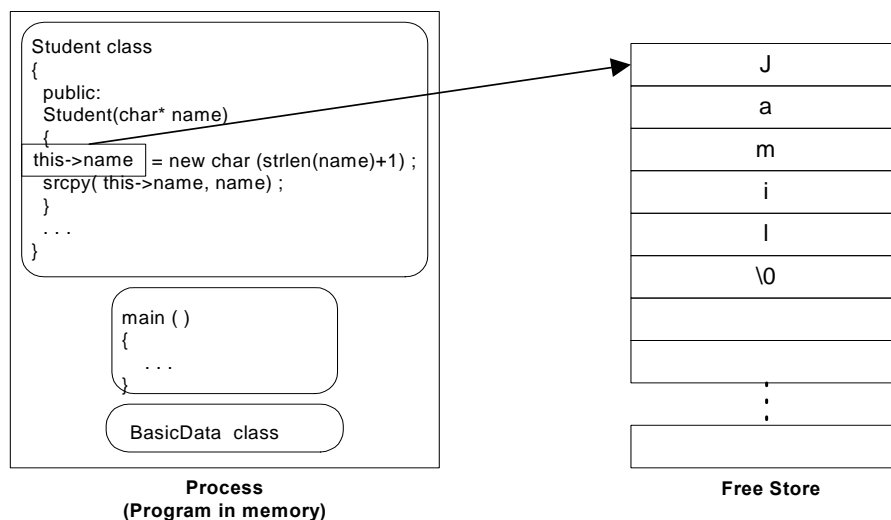 Student class
{
public:
Student(char* name)
{
this->name = new char (strlen(name)+1) ;
srcpy( this->name, name) ;
}
. . .
}
main ( )
{
. . .
}
BasicData class
Process
(Program in memory)
J
a
m
i
l
\0
Free Store